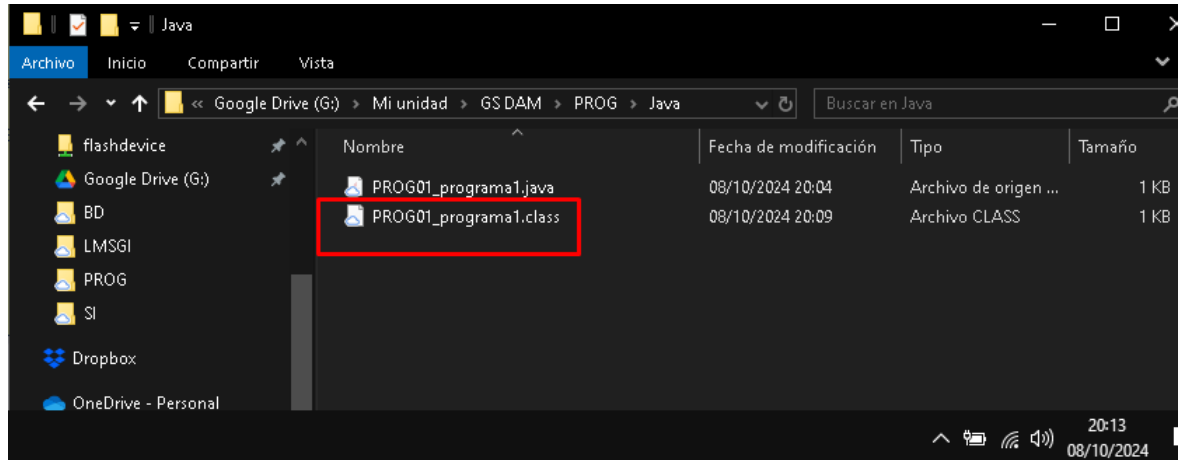 Java
Archivo Inicio Compartir Vista
« Google Drive (G:) > Mi unidad > GS DAM > PROG > Java Buscar en Java
flashdevice
Google Drive (G:)
BD
LMSGI
PROG
SI
Dropbox
OneDrive - Personal
Nombre Fecha de modificación Tipo Tamaño
PROG01_programa1.java 08/10/2024 20:04 Archivo de origen ... 1 KB
PROG01_programa1.class 08/10/2024 20:09 Archivo CLASS 1 KB
20:13
08/10/2024